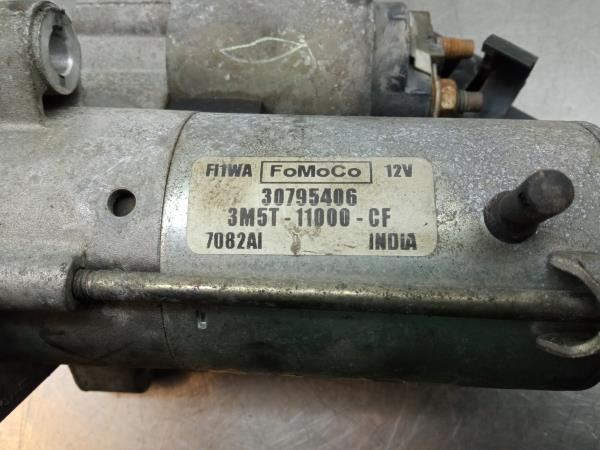 FI1WA FoMoCo 12V
30795406
3M5T-11000-CF
7082AI INDIA